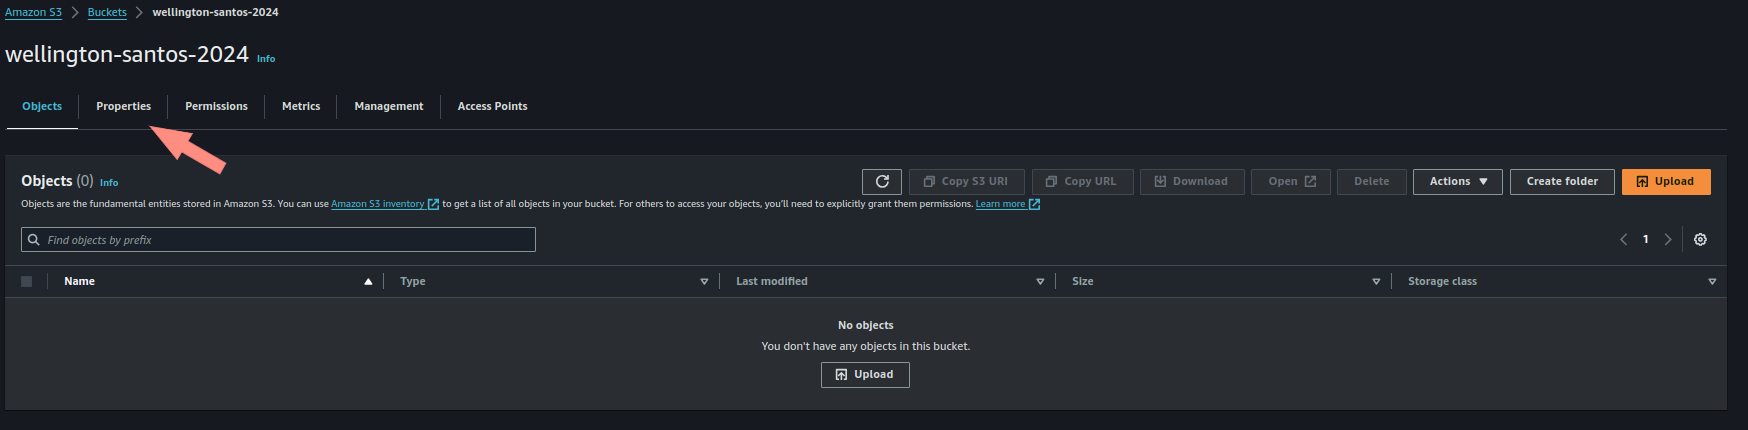 Amazon S3 > Buckets > wellington-santos-2024
wellington-santos-2024 Info
Objects Properties Permissions Metrics Management Access Points
Objects (0) Info Copy S3 URI Copy URL Download Open Delete Actions Create folder Upload
Objects are the fundamental entities stored in Amazon S3. You can use Amazon S3 inventory to get a list of all objects in your bucket. For others to access your objects, you'll need to explicitly grant them permissions. Learn more
Find objects by prefix 1
Name Type Last modified Size Storage class
No objects
You don't have any objects in this bucket.
Upload